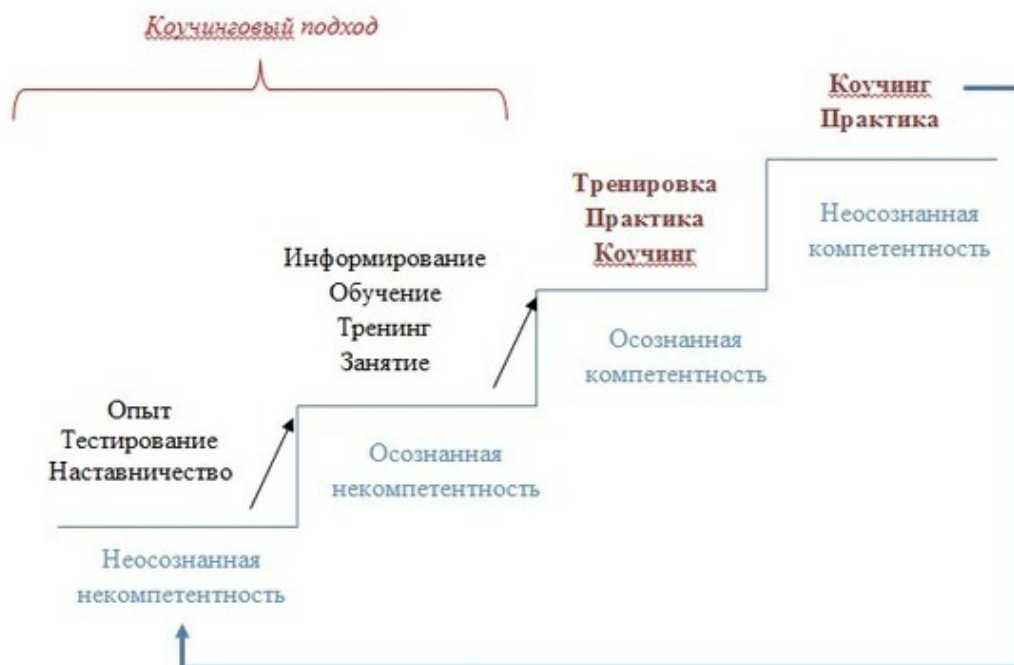 Коучинговый подход
Коучинг
Практика
Тренировка
Практика
Коучинг
Неосознанная
компетентность
Информирование
Обучение
Тренинг
Занятие
Осознанная
компетентность
Опыт
Тестирование
Наставничество
Осознанная
некомпетентность
Неосознанная
некомпетентность